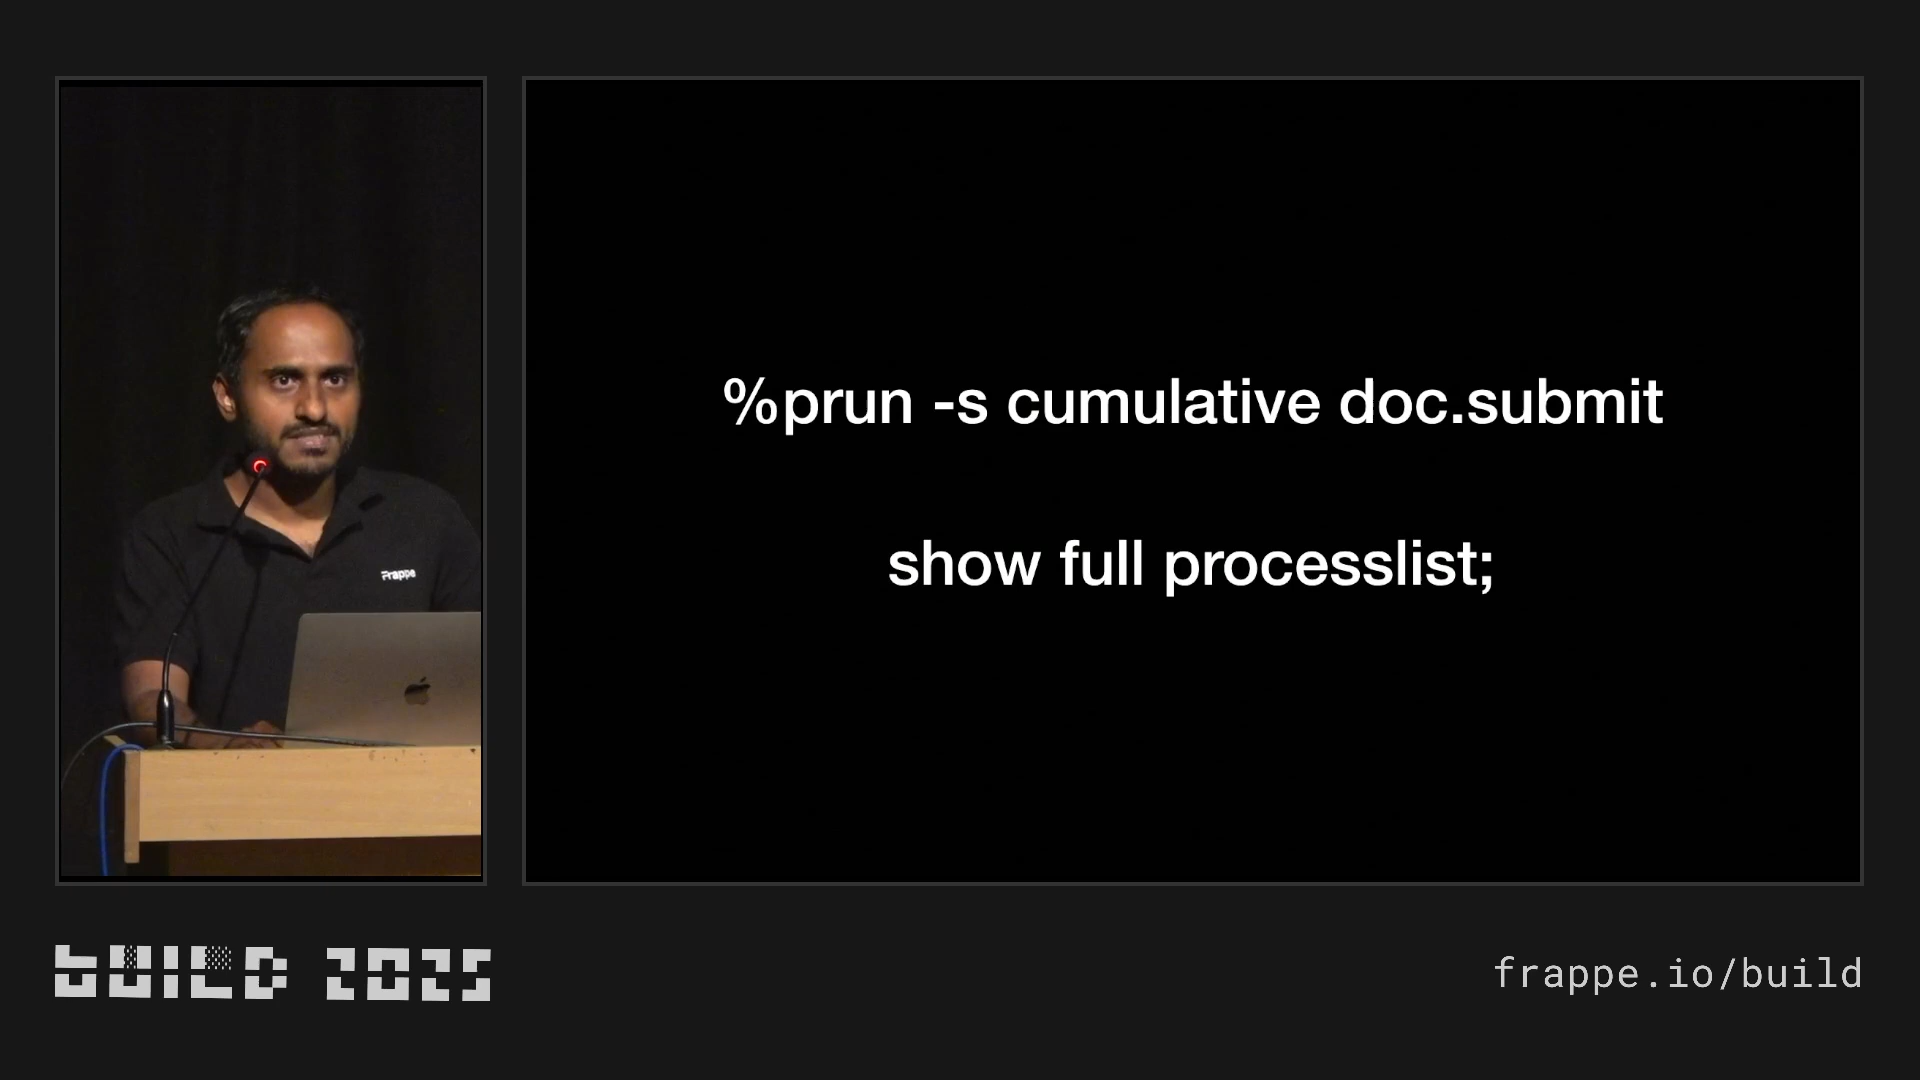 %prun -s cumulative doc.submit
show full processlist;
Frappe
BUILD 2025
frappe.io/build